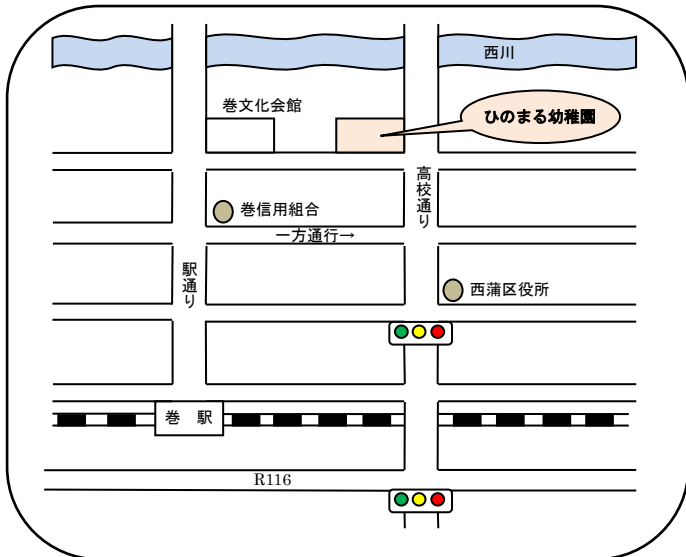 西川
巻文化会館
ひのまる幼稚園
高校通り
巻信用組合
一方通行→
駅通り
西蒲区役所
巻　駅
R116